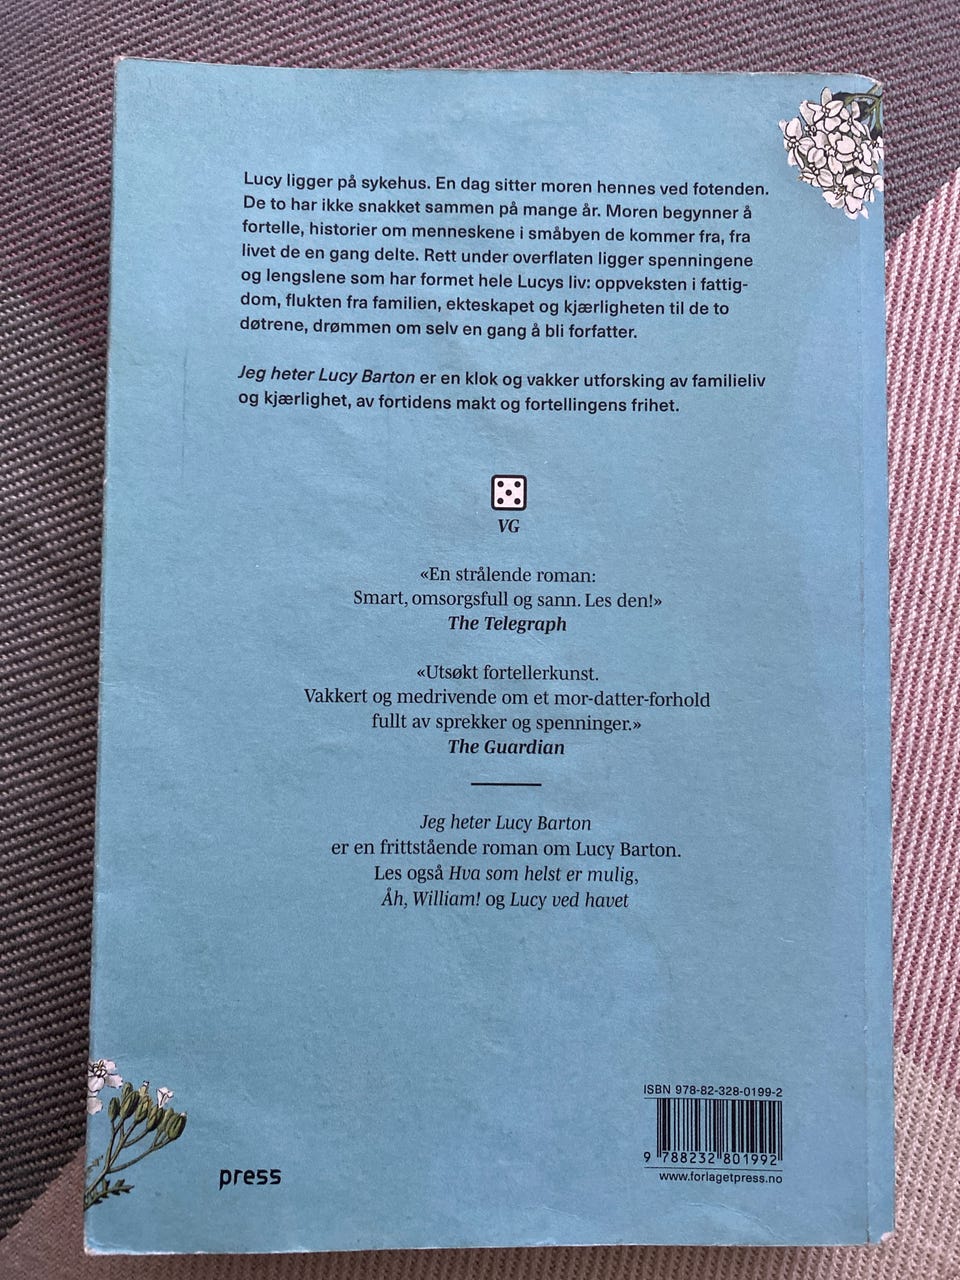 Lucy ligger på sykehus. En dag sitter moren hennes ved fotenden.
De to har ikke snakket sammen på mange år. Moren begynner å
fortelle, historier om menneskene i småbyen de kommer fra, fra
livet de en gang delte. Rett under overflaten ligger spenningene
og lengslene som har formet hele Lucys liv: oppveksten i fattig-
dom, flukten fra familien, ekteskapet og kjærligheten til de to
døtrene, drømmen om selv en gang å bli forfatter.
Jeg heter Lucy Barton er en klok og vakker utforsking av familieliv
og kjærlighet, av fortidens makt og fortellingens frihet.
VG
«En strålende roman:
Smart, omsorgsfull og sann. Les den!»
The Telegraph
«Utsøkt fortellerkunst.
Vakkert og medrivende om et mor-datter-forhold
fullt av sprekker og spenninger.»
The Guardian
Jeg heter Lucy Barton
er en frittstående roman om Lucy Barton.
Les også Hva som helst er mulig,
Åh, William! og Lucy ved havet
ISBN 978-82-328-0199-2
9 788232 801992
www.forlagetpress.no
press